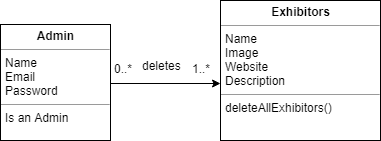 Admin
Name
Email
Password
Is an Admin
0..*
deletes
1..*
Exhibitors
Name
Image
Website
Description
deleteAllExhibitors()